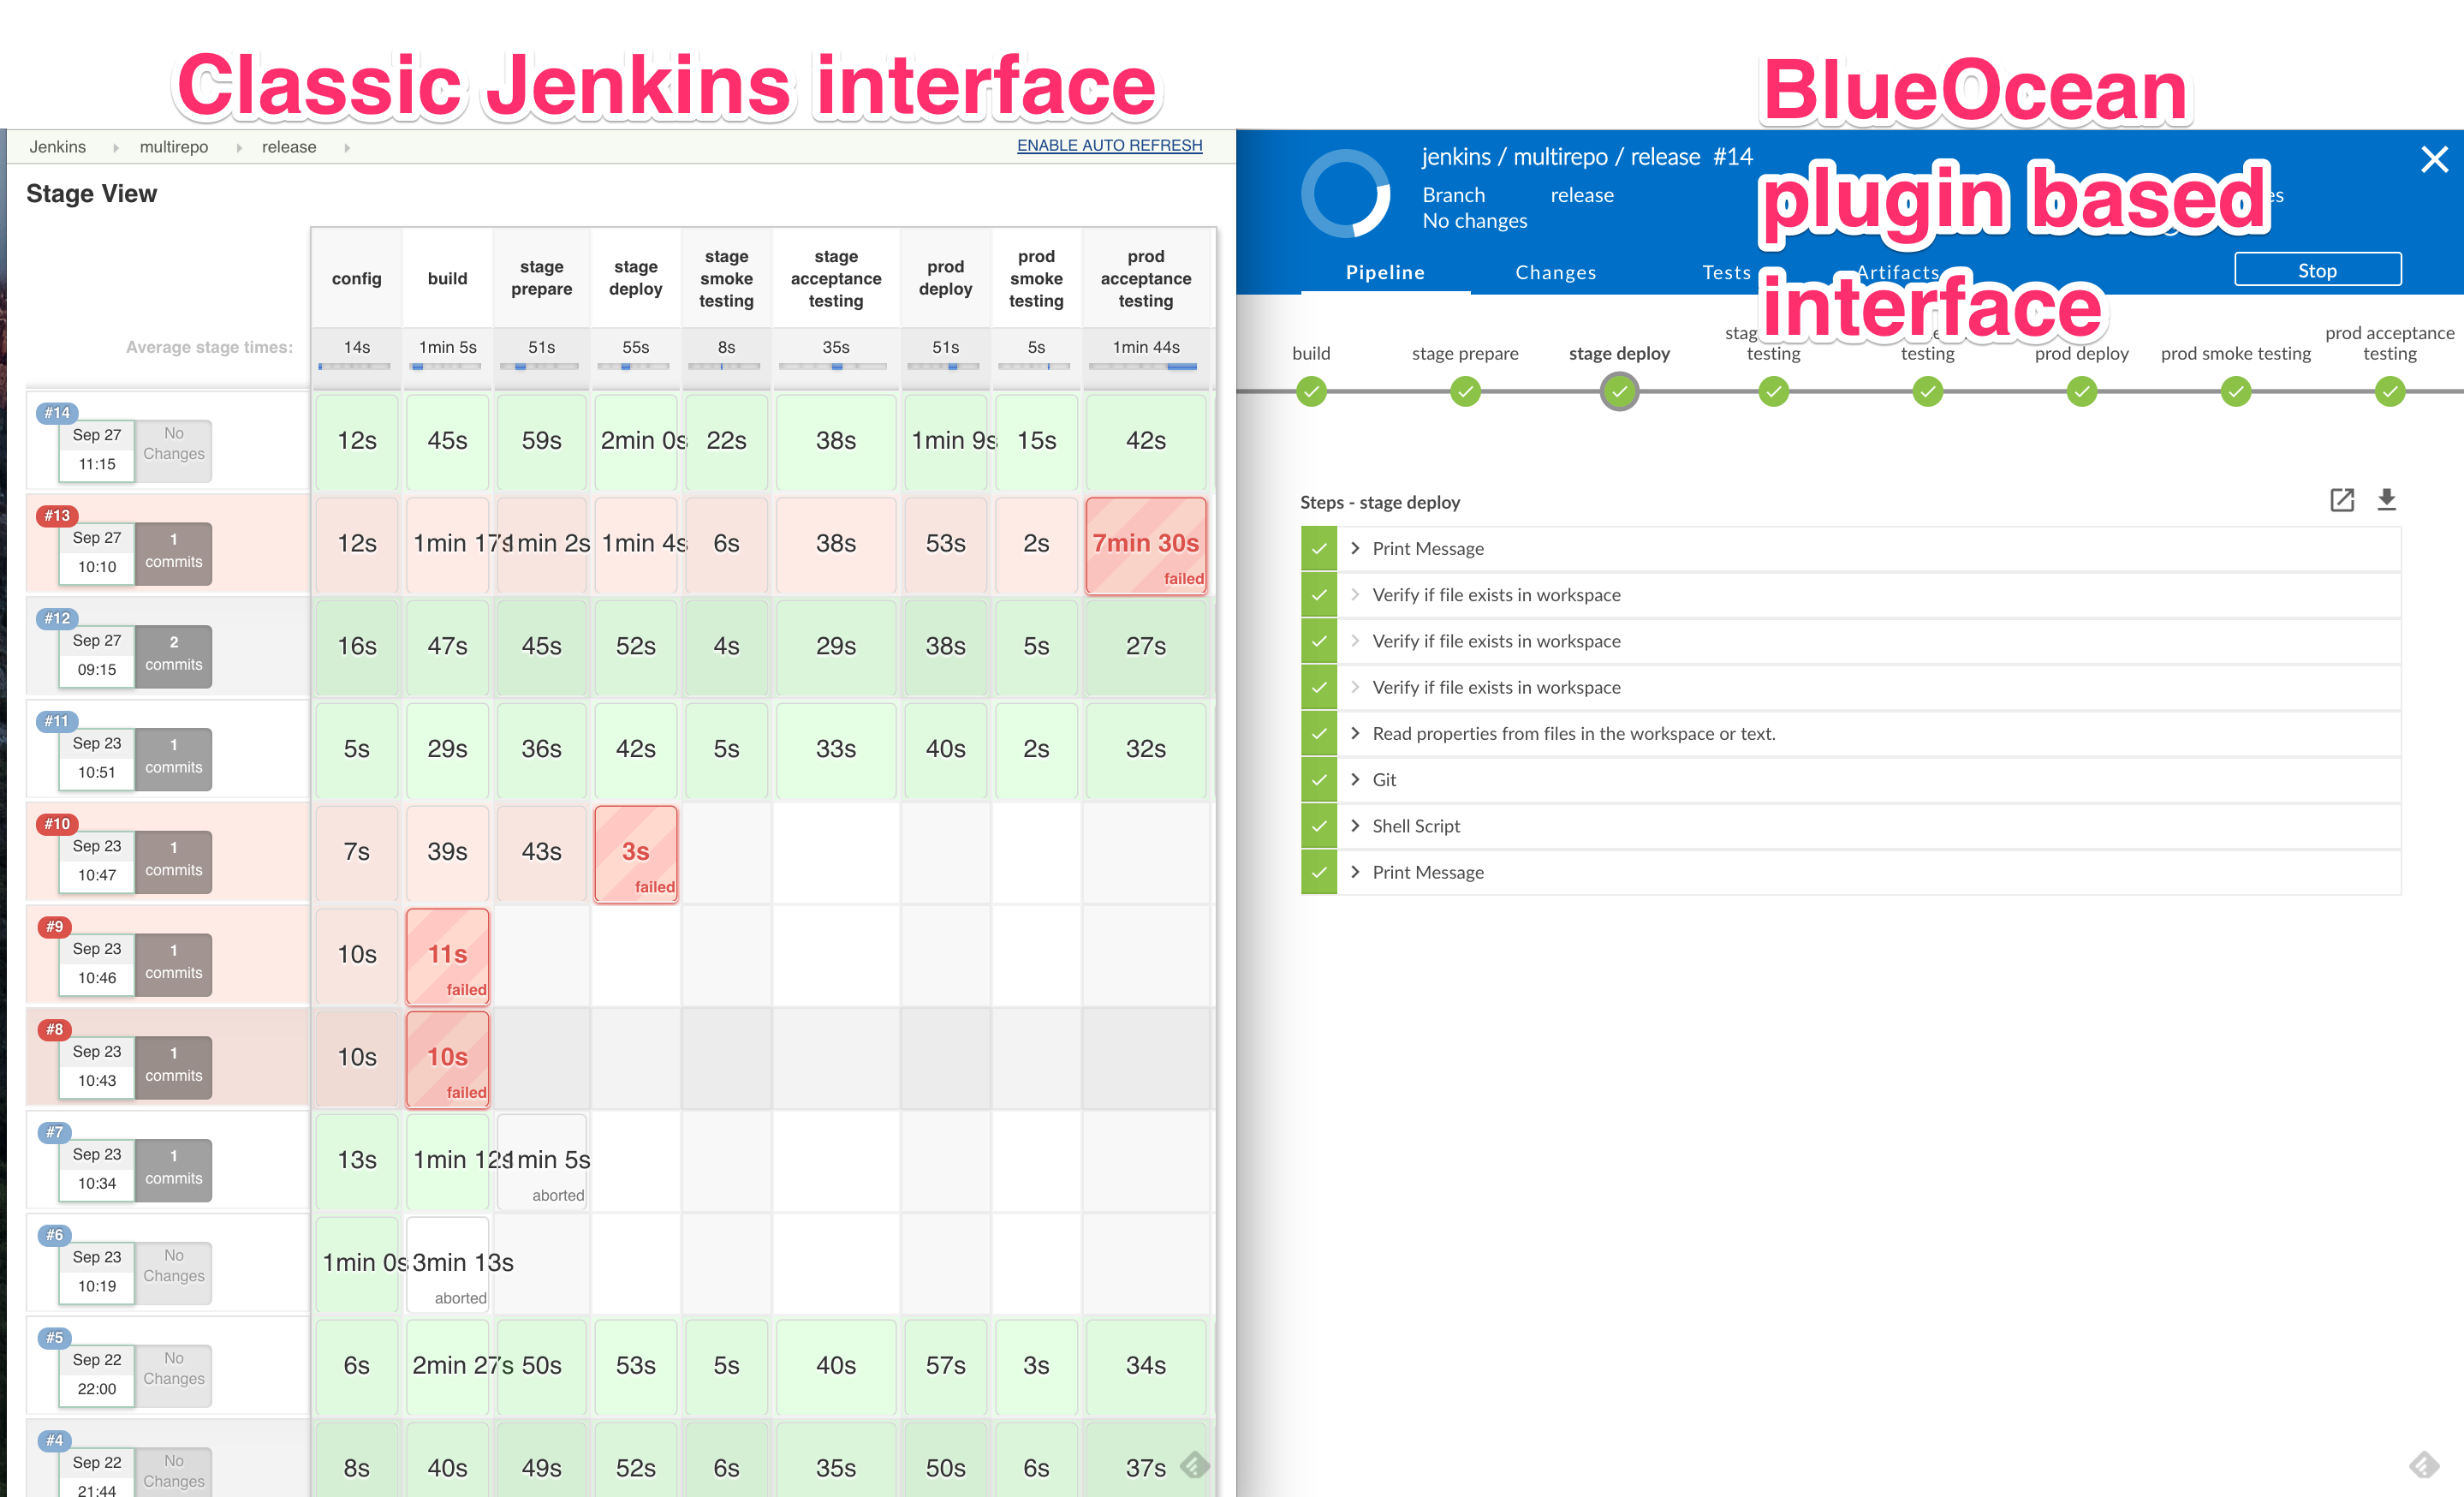 Classic Jenkins interface
BlueOcean
plugin based
interface
Jenkins multirepo release ENABLE AUTO REFRESH
Stage View
config build stage prepare stage deploy stage smoke testing stage acceptance testing prod deploy prod smoke testing prod acceptance testing
Average stage times: 14s 1min 5s 51s 55s 8s 35s 51s 5s 1min 44s
#14
Sep 27 No
11:15 Changes
12s 45s 59s 2min 0s 22s 38s 1min 9s 15s 42s
#13
Sep 27 1
10:10 commits
12s 1min 17s 1min 2s 1min 4s 6s 38s 53s 2s 7min 30s
failed
#12
Sep 27 2
09:15 commits
16s 47s 45s 52s 4s 29s 38s 5s 27s
#11
Sep 23 1
10:51 commits
5s 29s 36s 42s 5s 33s 40s 2s 32s
#10
Sep 23 1
10:47 commits
7s 39s 43s 3s
failed
#9
Sep 23 1
10:46 commits
10s 11s
failed
#8
Sep 23 1
10:43 commits
10s 10s
failed
#7
Sep 23 1
10:34 commits
13s 1min 12s 1min 5s
aborted
#6
Sep 23 No
10:19 Changes
1min 0s 3min 13s
aborted
#5
Sep 22 No
22:00 Changes
6s 2min 27s 50s 53s 5s 40s 57s 3s 34s
#4
Sep 22 No
21:44 Changes
8s 40s 49s 52s 6s 35s 50s 6s 37s
jenkins / multirepo / release #14
Branch release
No changes
Pipeline Changes Tests Artifacts Stop
build stage prepare stage deploy testing testing prod deploy prod smoke testing prod acceptance testing
Steps - stage deploy
Print Message
Verify if file exists in workspace
Verify if file exists in workspace
Verify if file exists in workspace
Read properties from files in the workspace or text.
Git
Shell Script
Print Message